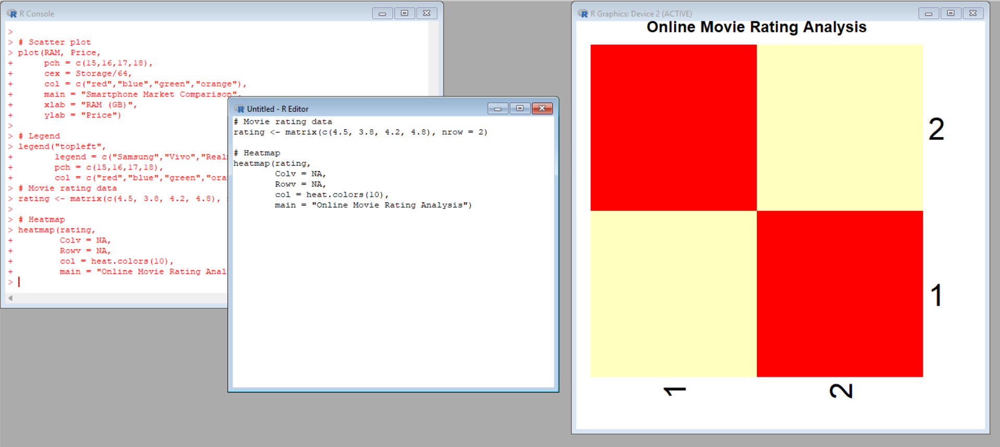 R Console
>
> # Scatter plot
> plot(RAM, Price,
+      pch = c(15,16,17,18),
+      cex = Storage/64,
+      col = c("red","blue","green","orange"),
+      main = "Smartphone Market Comparison",
+      xlab = "RAM (GB)",
+      ylab = "Price")
>
> # Legend
> legend("topleft",
+        legend = c("Samsung","Vivo",
+        pch = c(15,16,17,18),
+        col = c("red","blue","green",
> # Movie rating data
> rating <- matrix(c(4.5, 3.8, 4.2, 4.8),
>
> # Heatmap
> heatmap(rating,
+         Colv = NA,
+         Rowv = NA,
+         col = heat.colors(10),
+         main = "Online Movie Rating
>
Untitled - R Editor
# Movie rating data
rating <- matrix(c(4.5, 3.8, 4.2, 4.8), nrow = 2)
# Heatmap
heatmap(rating,
        Colv = NA,
        Rowv = NA,
        col = heat.colors(10),
        main = "Online Movie Rating Analysis")
R Graphics: Device 2 (ACTIVE)
Online Movie Rating Analysis
2
1
1
2